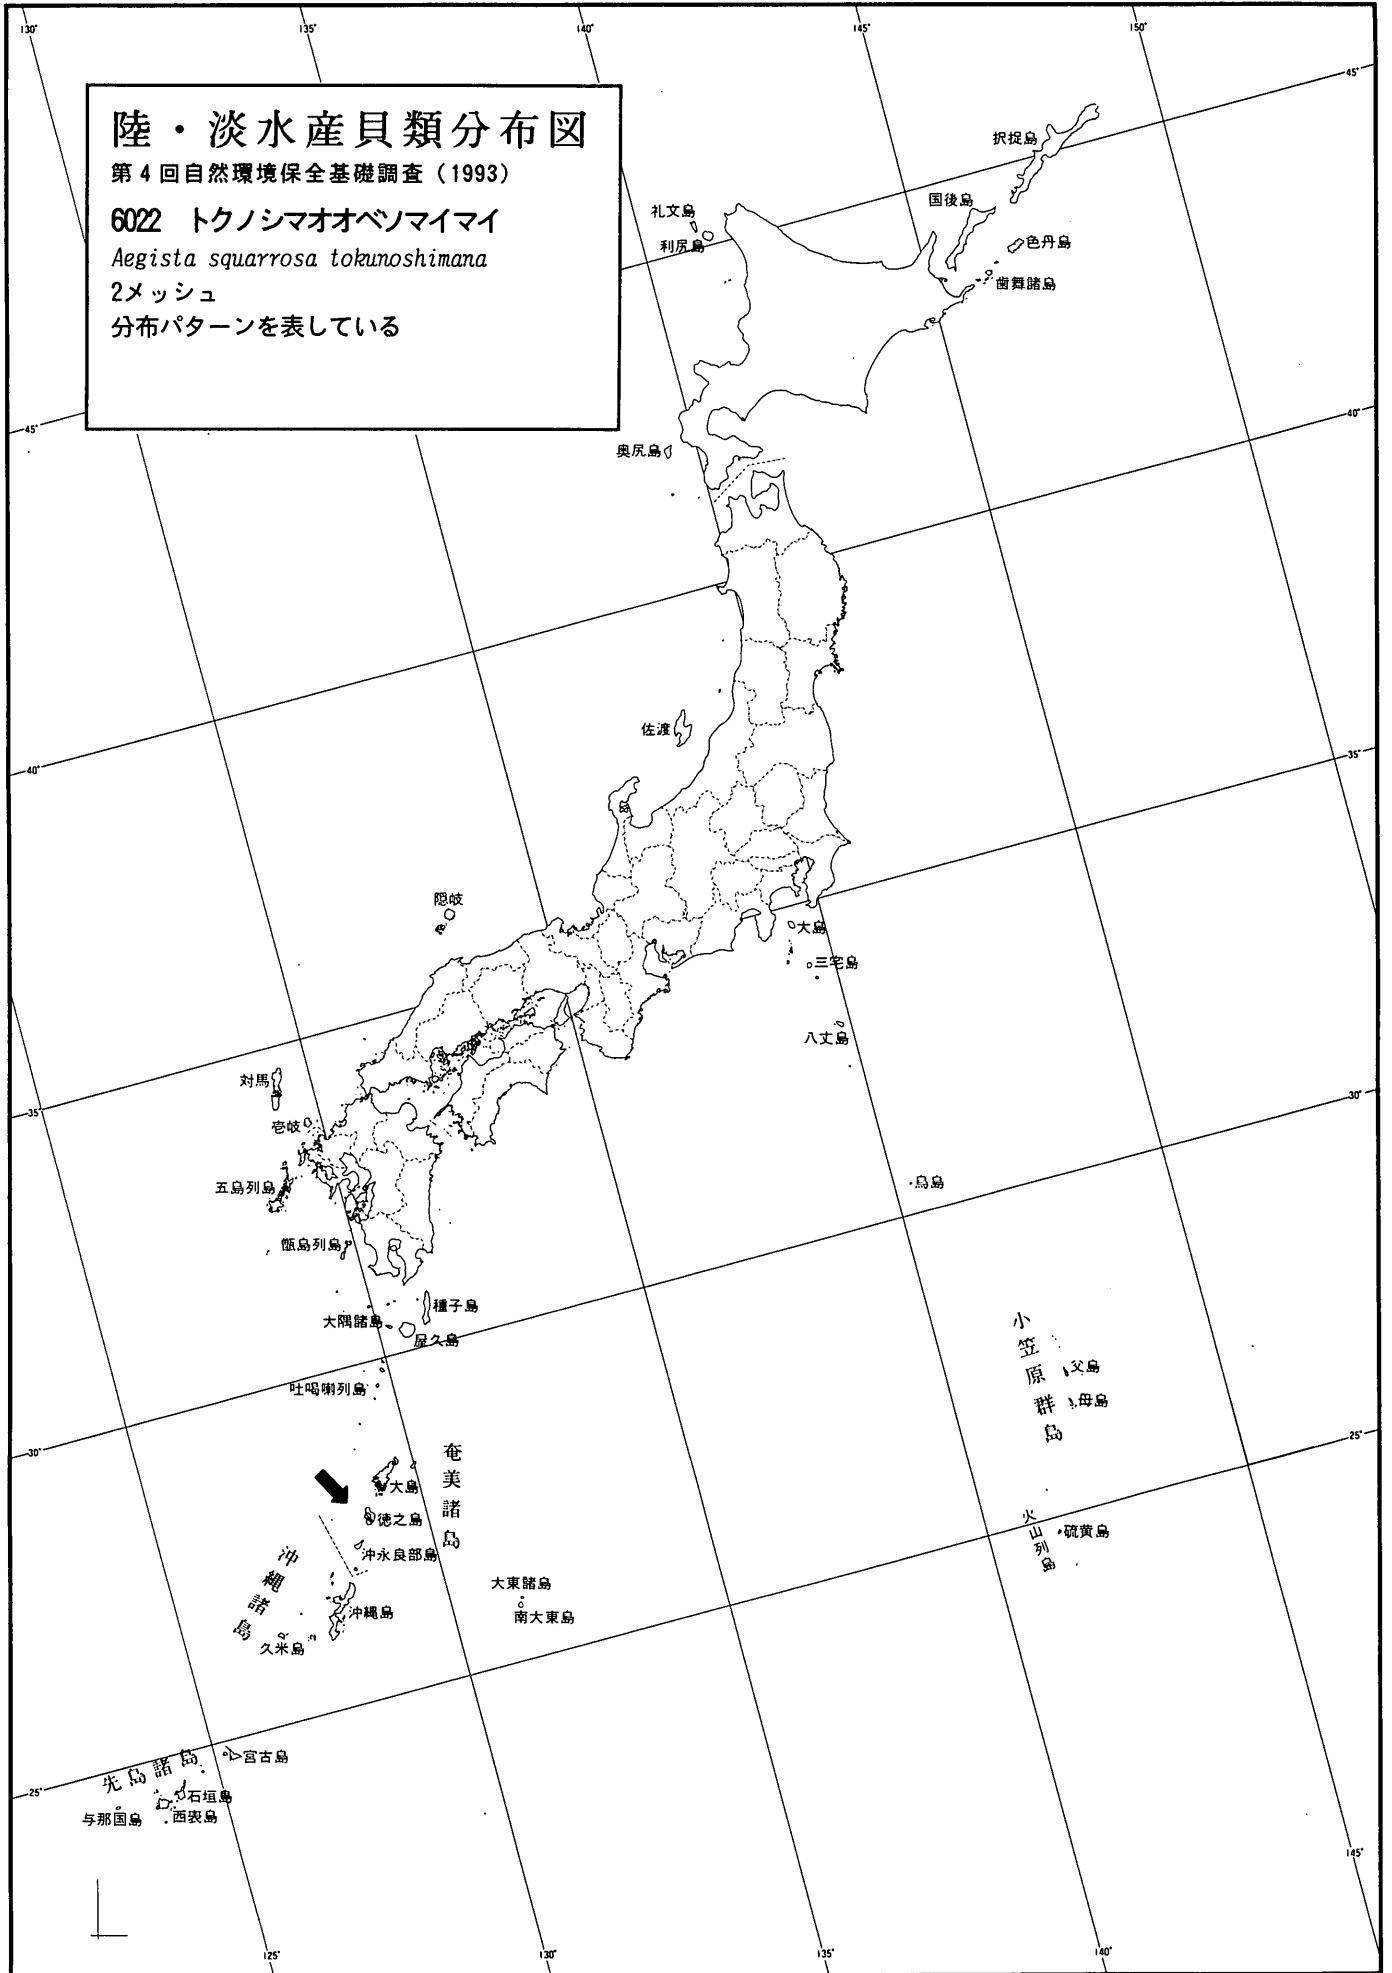 130°
135°
140°
145°
150°
陸・淡水産貝類分布図
第4回自然環境保全基礎調査（1993）
6022 トクノシマオオベソマイマイ
Aegista squarrosa tokunoshimana
2メッシュ
分布パターンを表している
45°
択捉島
国後島
色丹島
歯舞諸島
礼文島
利尻島
奥尻島
45°
40°
佐渡
40°
35°
隠岐
大島
三宅島
八丈島
対馬
壱岐
35°
五島列島
甑島列島
30°
鳥島
種子島
大隅諸島
屋久島
吐噶喇列島
小笠原群島
父島
母島
30°
25°
奄美諸島
大島
徳之島
沖永良部島
沖縄諸島
沖縄島
久米島
大東諸島
南大東島
火山列島
硫黄島
先島諸島
宮古島
石垣島
西表島
与那国島
25°
145°
125°
130°
135°
140°